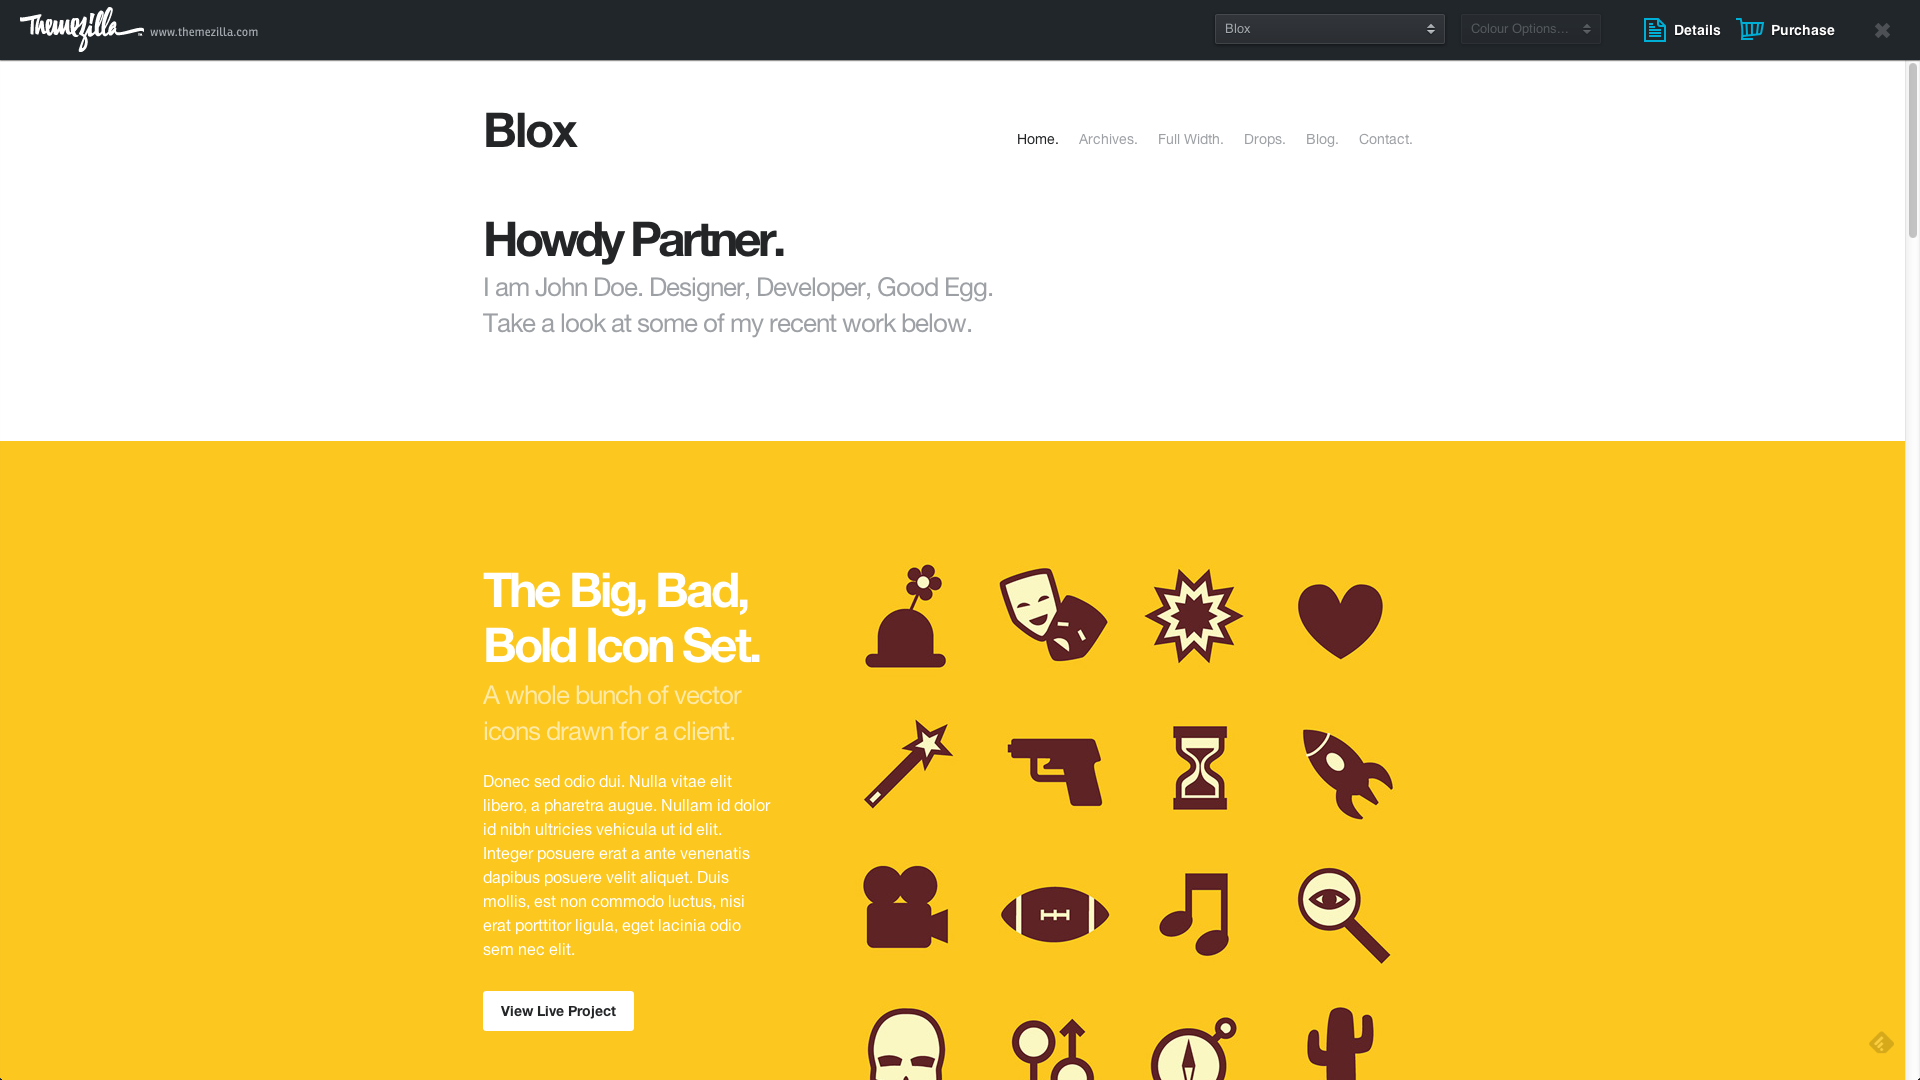 Themezilla
www.themezilla.com
Blox
Colour Options...
Details
Purchase
Blox
Home.
Archives.
Full Width.
Drops.
Blog.
Contact.
Howdy Partner.
I am John Doe. Designer, Developer, Good Egg.
Take a look at some of my recent work below.
The Big, Bad,
Bold Icon Set.
A whole bunch of vector
icons drawn for a client.
Donec sed odio dui. Nulla vitae elit
libero, a pharetra augue. Nullam id dolor
id nibh ultricies vehicula ut id elit.
Integer posuere erat a ante venenatis
dapibus posuere velit aliquet. Duis
mollis, est non commodo luctus, nisi
erat porttitor ligula, eget lacinia odio
sem nec elit.
View Live Project